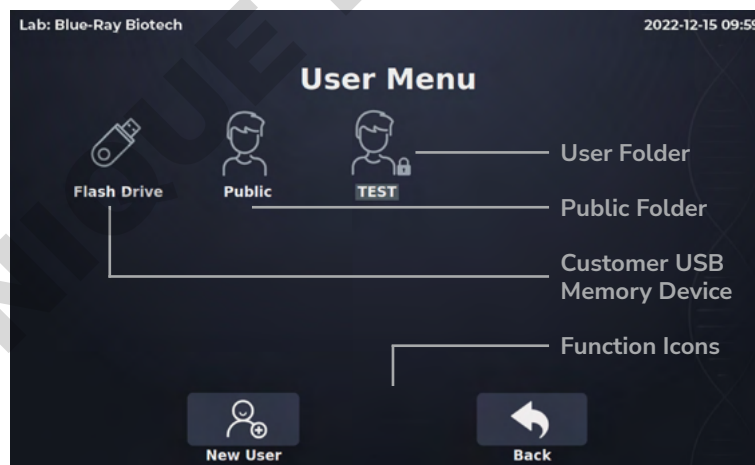 Lab: Blue-Ray Biotech
2022-12-15 09:59
User Menu
Flash Drive
Public
TEST
User Folder
Public Folder
Customer USB
Memory Device
Function Icons
New User
Back
NIQUE